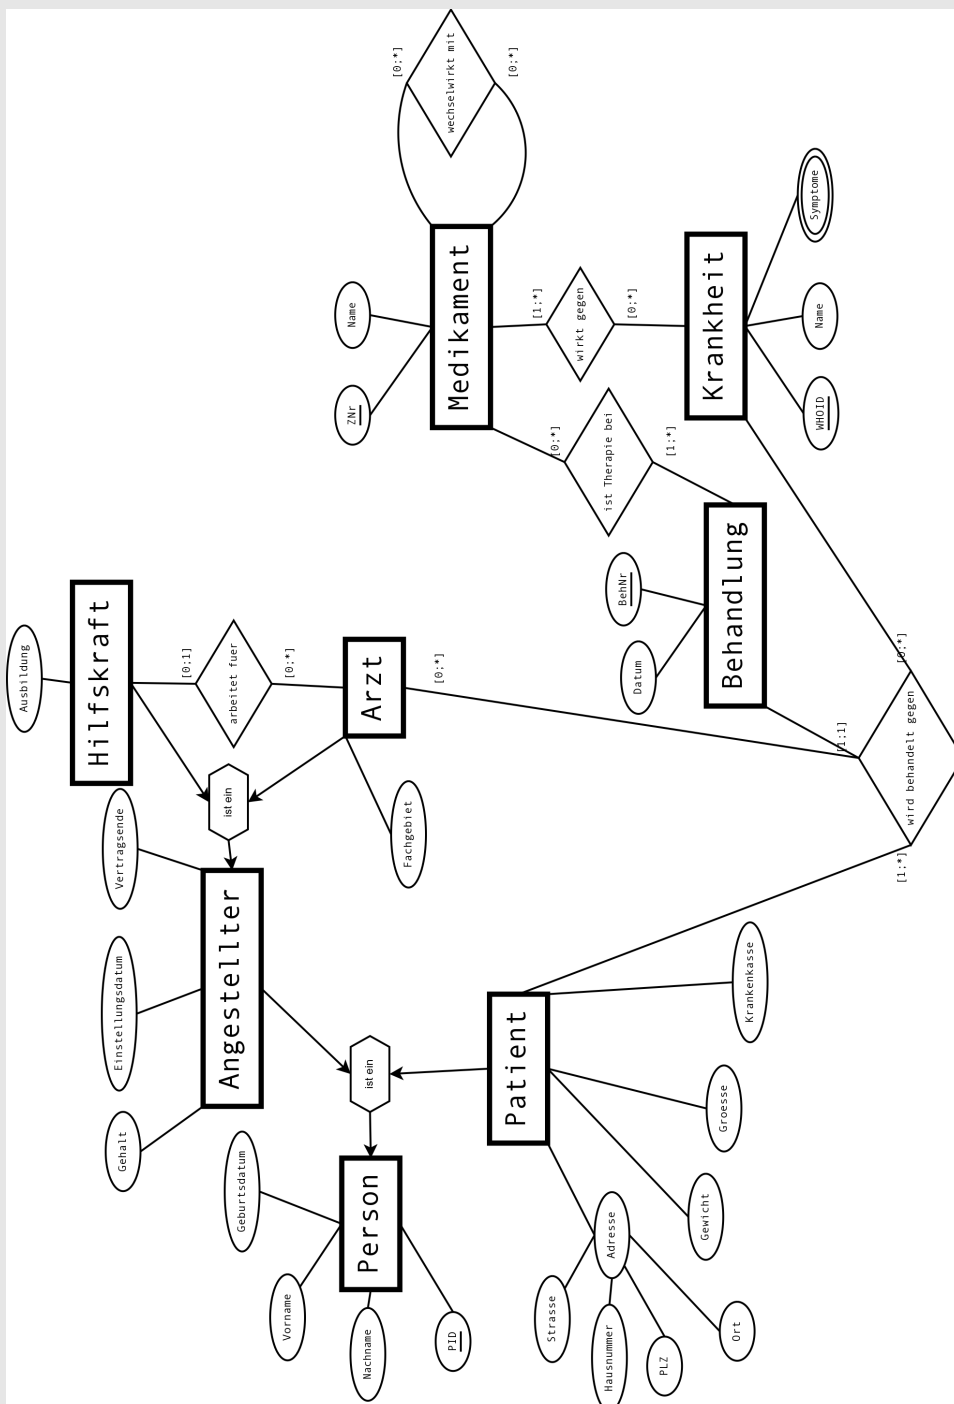 Ausbildung
Hilfskraft
Gehalt
Einstellungsdatum
Vertragsende
[0:1]
Angestellter
ist ein
arbeitet fuer
Geburtsdatum
Vorname
[0:*]
ZNr
Name
Nachname
Person
ist ein
Arzt
[0:*]
Fachgebiet
[0:*]
PID
Medikament
wechselwirkt mit
Patient
[0:*]
[1:*]
Strasse
[0:*]
wirkt gegen
Hausnummer
Adresse
ist Therapie bei
BehNr
[0:*]
Datum
PLZ
[1:*]
Gewicht
Krankheit
Groesse
Behandlung
Ort
Krankenkasse
WHOID
Name
Symptome
[1:1]
[1:*]
[0:*]
wird behandelt gegen